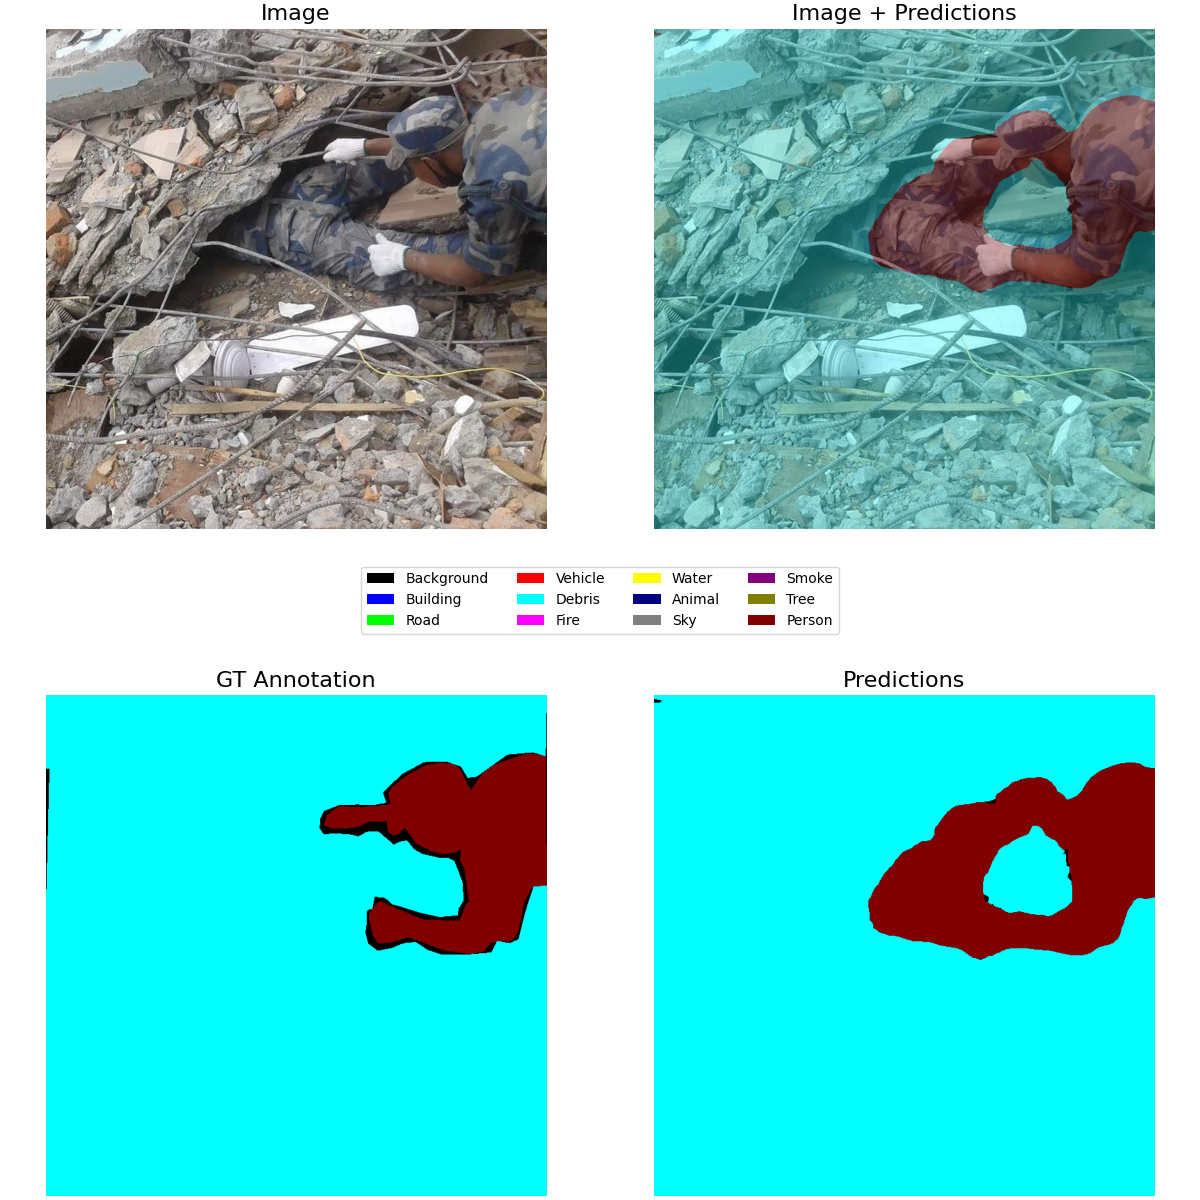 Image
Image + Predictions
Background
Vehicle
Water
Smoke
Building
Debris
Animal
Tree
Road
Fire
Sky
Person
GT Annotation
Predictions